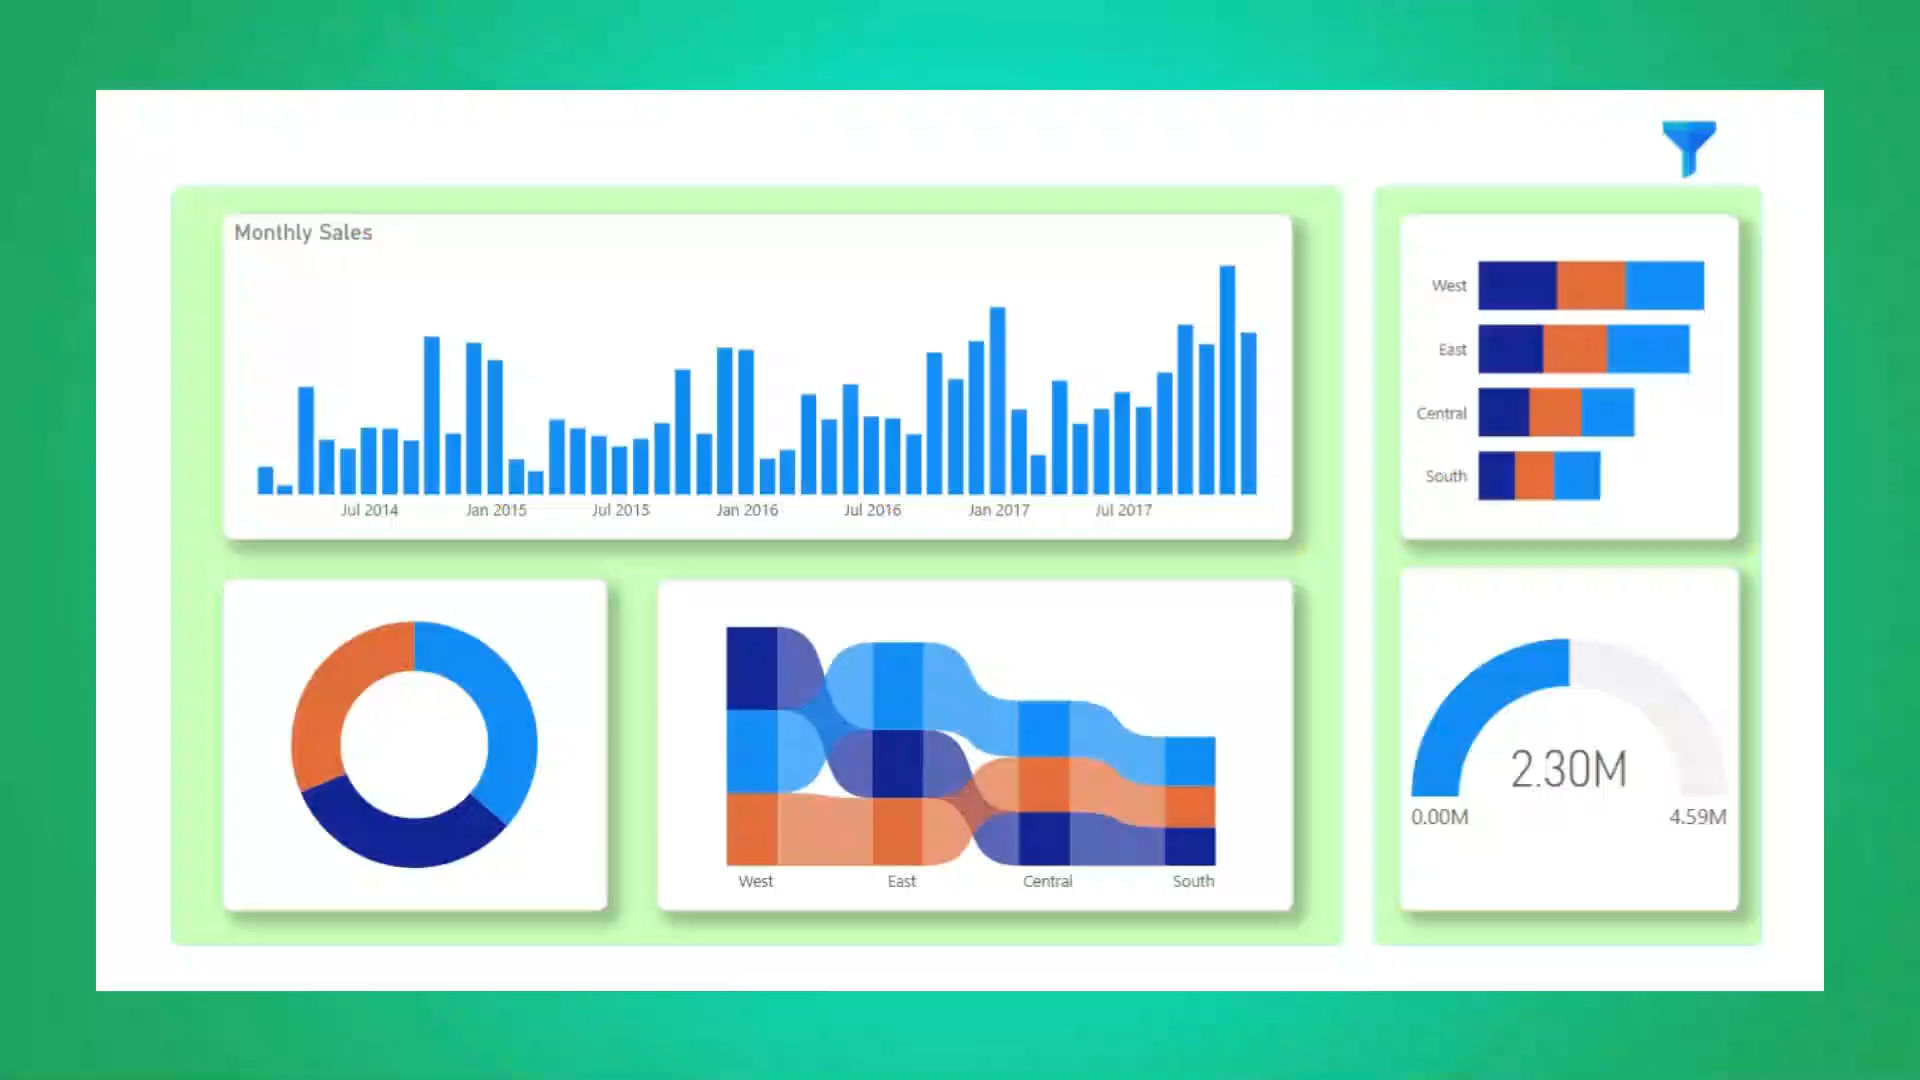 Monthly Sales
Jul 2014 Jan 2015 Jul 2015 Jan 2016 Jul 2016 Jan 2017 Jul 2017
West
East
Central
South
West East Central South
2.30M
0.00M 4.59M